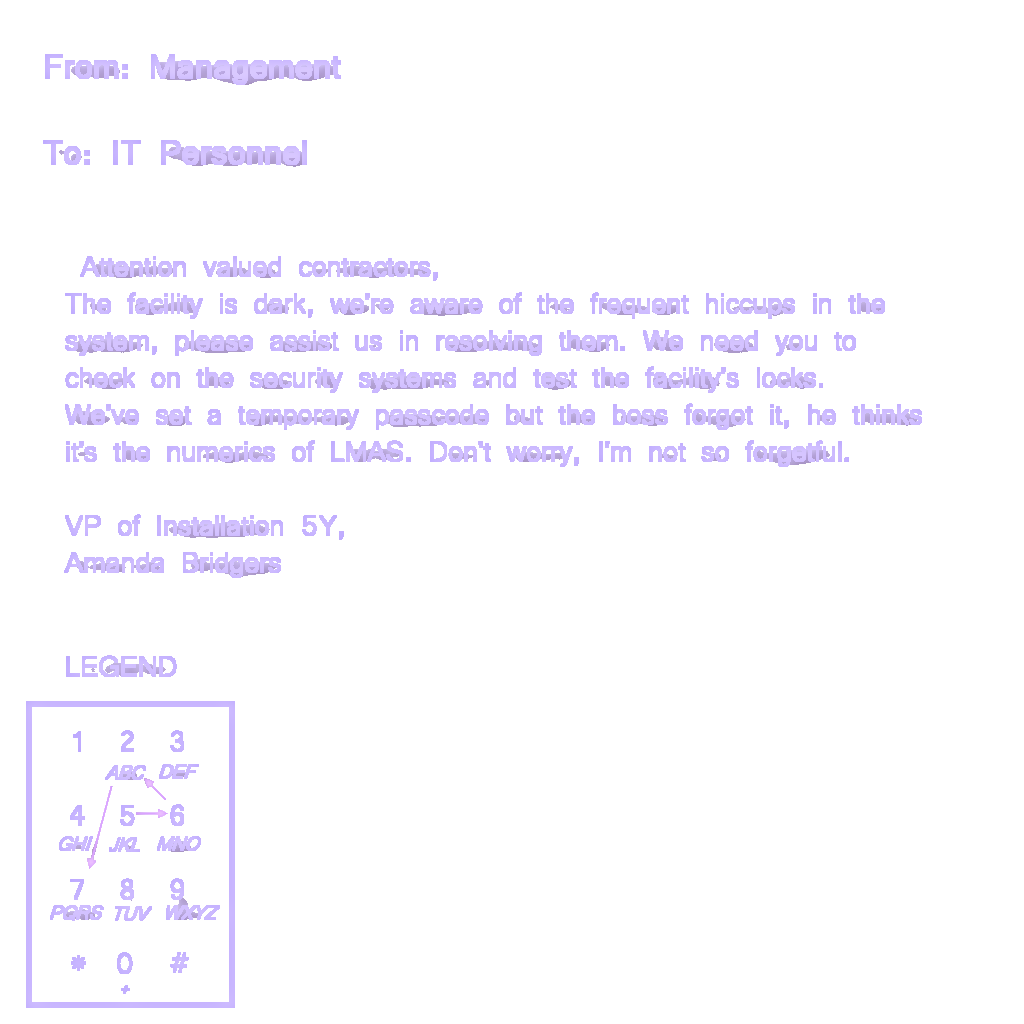 From: Management
To: IT Personnel
Attention valued contractors,
The facility is dark, we're aware of the frequent hiccups in the
system, please assist us in resolving them. We need you to
check on the security systems and test the facility's locks.
We've set a temporary passcode but the boss forgot it, he thinks
it's the numerics of LMAS. Don't worry, I'm not so forgetful.
VP of Installation 5Y,
Amanda Bridgers
LEGEND
1 2 3
ABC DEF
4 5 6
GHI JKL MNO
7 8 9
PQRS TUV WXYZ
* 0 #
+